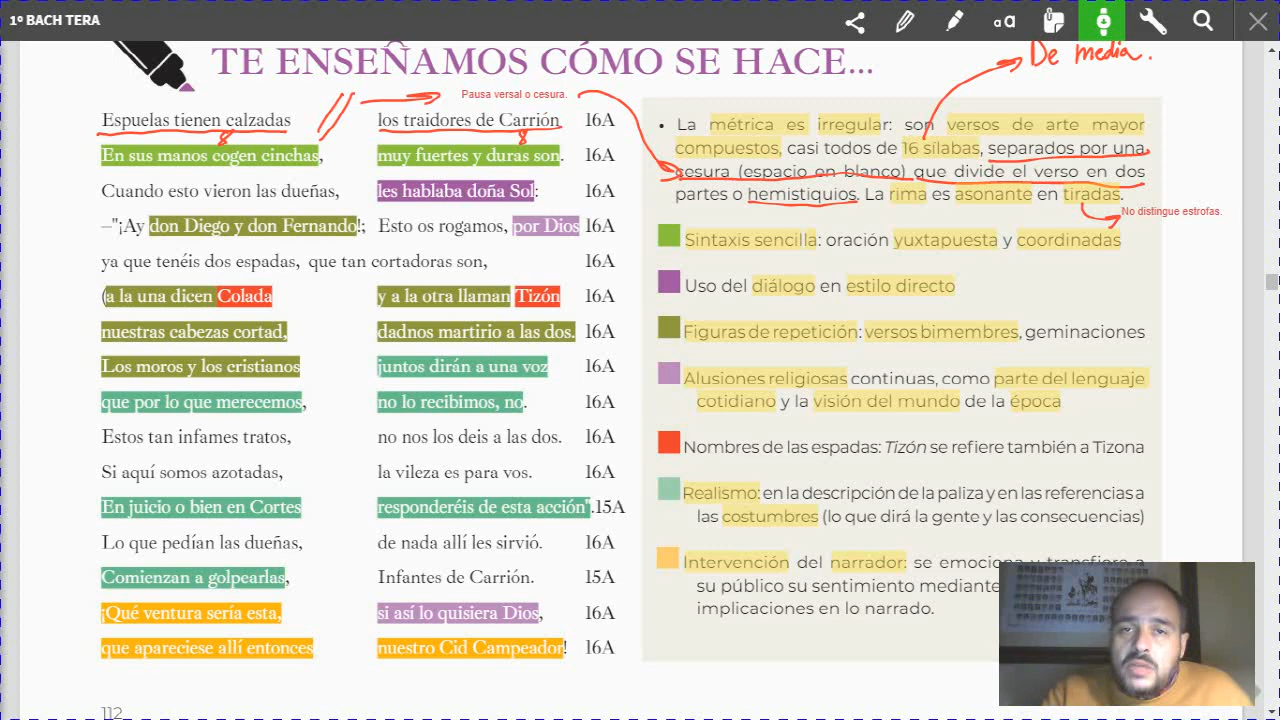 1º BACH TERA
aa
TE ENSEÑAMOS CÓMO SE HACE...
De media.
Pausa versal o cesura.
Espuelas tienen calzadas // los traidores de Carrión 16A
8 8
En sus manos cogen cinchas, muy fuertes y duras son. 16A
Cuando esto vieron las dueñas, les hablaba doña Sol: 16A
–"¡Ay don Diego y don Fernando!; Esto os rogamos, por Dios 16A
ya que tenéis dos espadas, que tan cortadoras son, 16A
(a la una dicen Colada y a la otra llaman Tizón 16A
nuestras cabezas cortad, dadnos martirio a las dos. 16A
Los moros y los cristianos juntos dirán a una voz 16A
que por lo que merecemos, no lo recibimos, no. 16A
Estos tan infames tratos, no nos los deis a las dos. 16A
Si aquí somos azotadas, la vileza es para vos. 16A
En juicio o bien en Cortes responderéis de esta acción". 15A
Lo que pedían las dueñas, de nada allí les sirvió. 16A
Comienzan a golpearlas, Infantes de Carrión. 15A
¡Qué ventura sería esta, si así lo quisiera Dios, 16A
que apareciese allí entonces nuestro Cid Campeador! 16A
112
• La métrica es irregular: son versos de arte mayor
compuestos, casi todos de 16 sílabas, separados por una
cesura (espacio en blanco) que divide el verso en dos
partes o hemistiquios. La rima es asonante en tiradas.
No distingue estrofas.
Sintaxis sencilla: oración yuxtapuesta y coordinadas
Uso del diálogo en estilo directo
Figuras de repetición: versos bimembres, geminaciones
Alusiones religiosas continuas, como parte del lenguaje
cotidiano y la visión del mundo de la época
Nombres de las espadas: Tizón se refiere también a Tizona
Realismo: en la descripción de la paliza y en las referencias a
las costumbres (lo que dirá la gente y las consecuencias)
Intervención del narrador: se emociona y transfiere a
su público su sentimiento mediante
implicaciones en lo narrado.